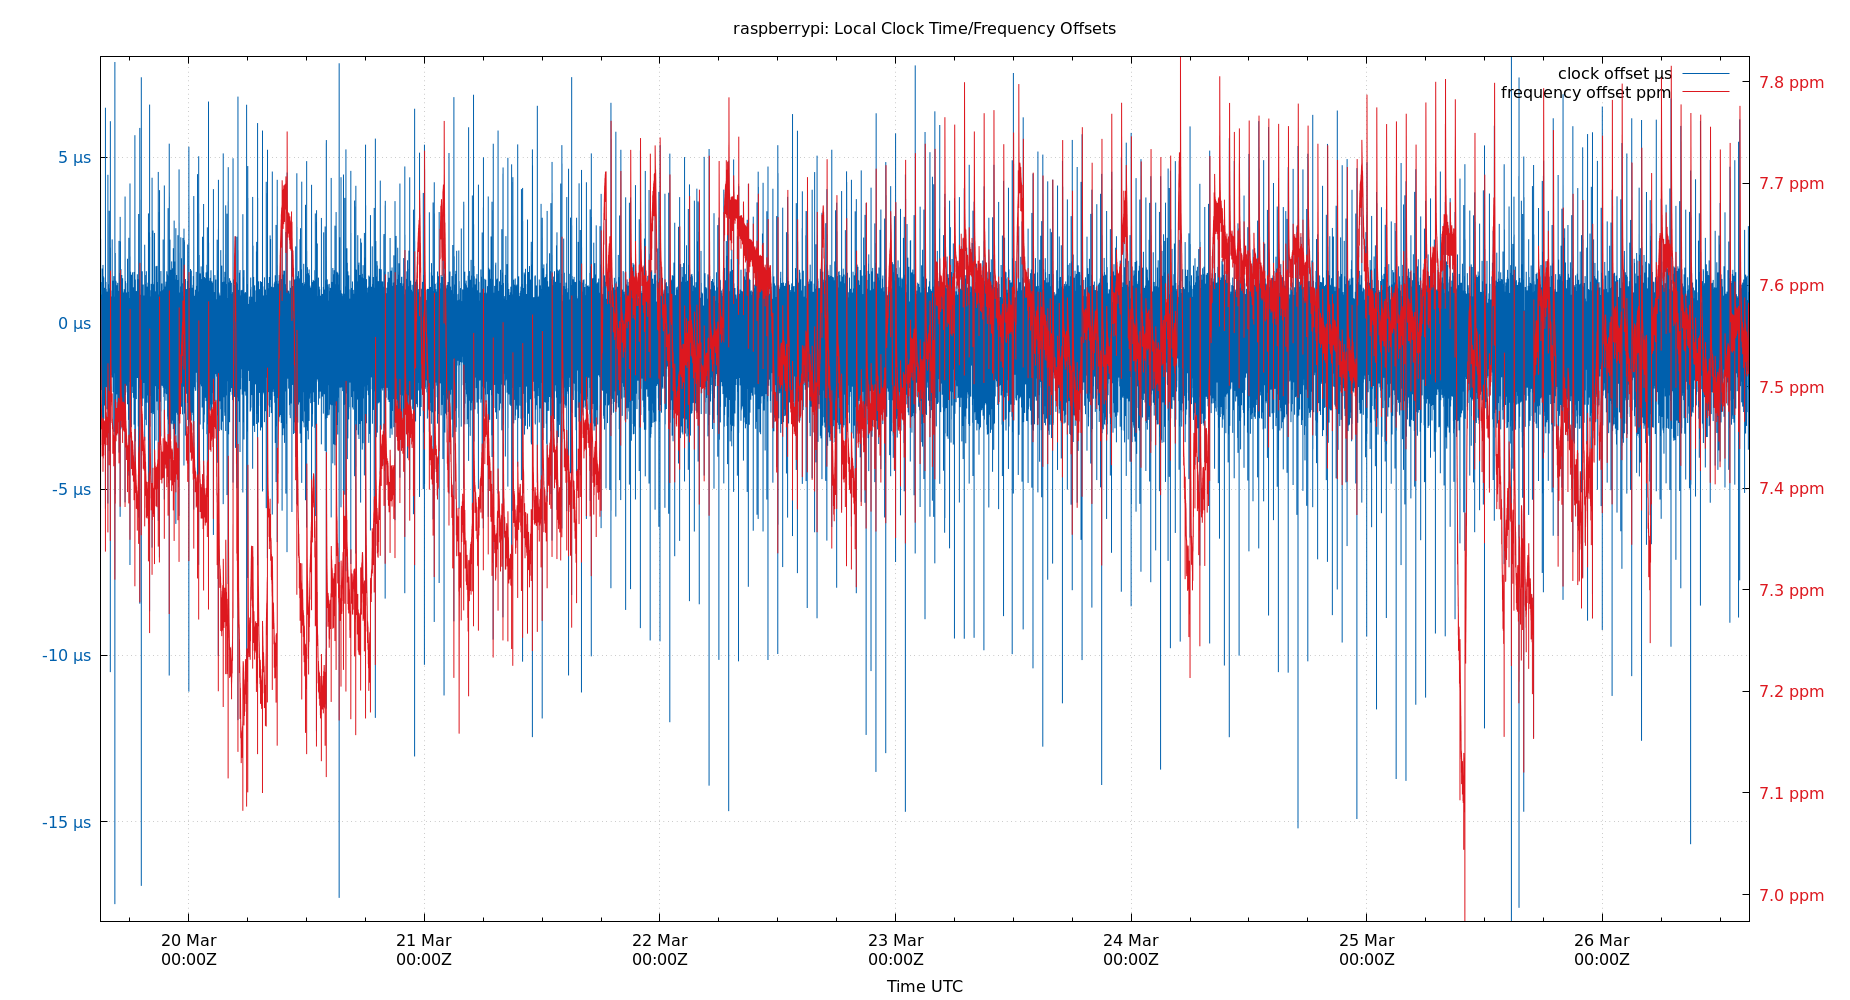 raspberrypi: Local Clock Time/Frequency Offsets
clock offset µs
frequency offset ppm
5 µs
0 µs
-5 µs
-10 µs
-15 µs
7.8 ppm
7.7 ppm
7.6 ppm
7.5 ppm
7.4 ppm
7.3 ppm
7.2 ppm
7.1 ppm
7.0 ppm
20 Mar
00:00Z
21 Mar
00:00Z
22 Mar
00:00Z
23 Mar
00:00Z
24 Mar
00:00Z
25 Mar
00:00Z
26 Mar
00:00Z
Time UTC